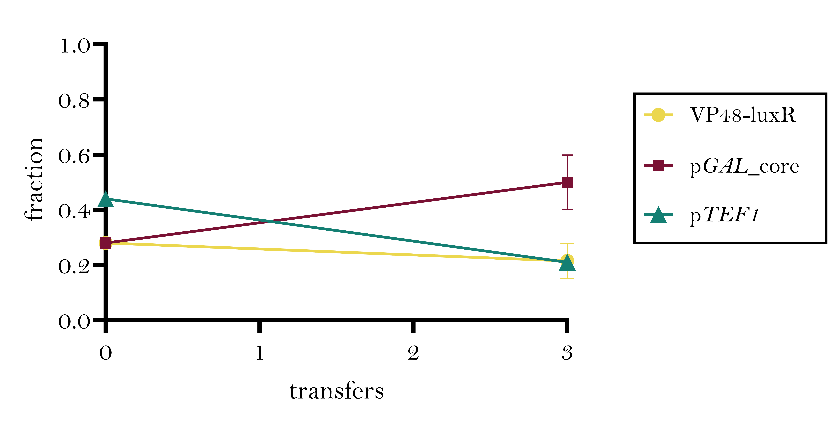 1.0
0.8
0.6
0.4
0.2
0.0
fraction
0 1 2 3
transfers
VP48-luxR
pGAL_core
pTEF1